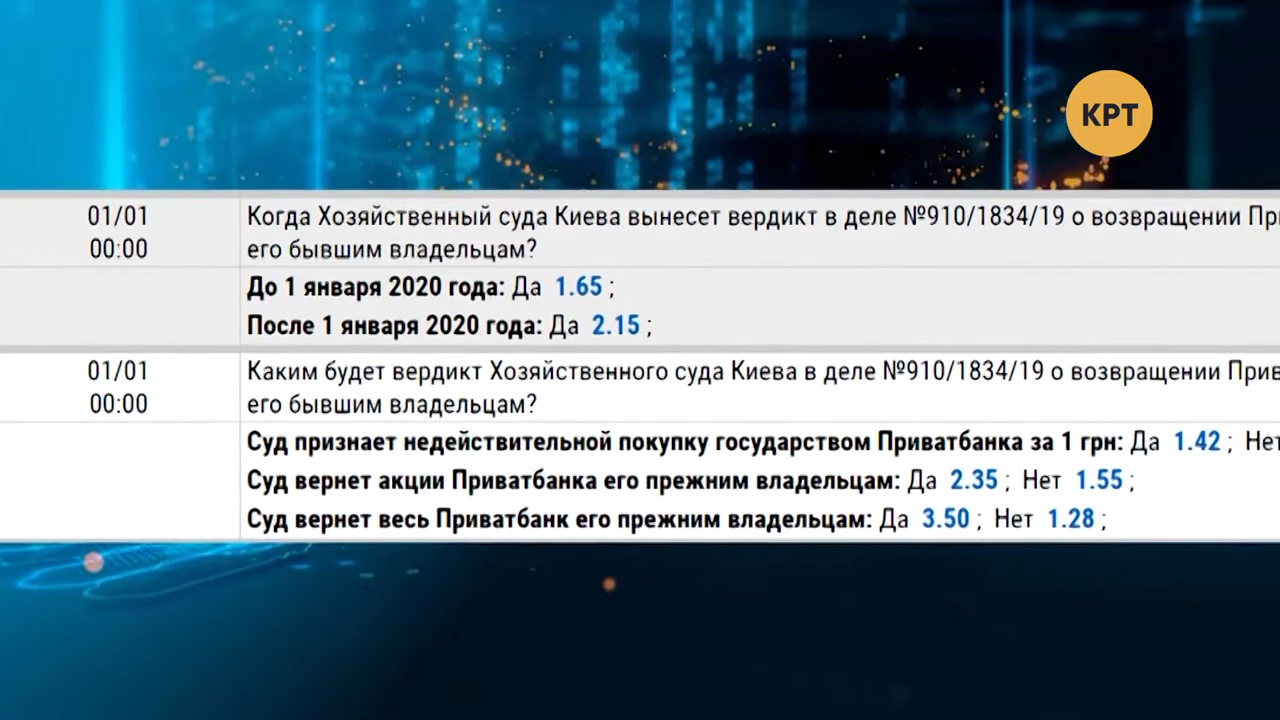 КРТ
01/01 Когда Хозяйственный суда Киева вынесет вердикт в деле №910/1834/19 о возвращении
00:00 его бывшим владельцам?
До 1 января 2020 года: Да 1.65 ;
После 1 января 2020 года: Да 2.15 ;
01/01 Каким будет вердикт Хозяйственного суда Киева в деле №910/1834/19 о возвращении
00:00 его бывшим владельцам?
Суд признает недействительной покупку государством Приватбанка за 1 грн: Да 1.42 ;
Суд вернет акции Приватбанка его прежним владельцам: Да 2.35 ; Нет 1.55 ;
Суд вернет весь Приватбанк его прежним владельцам: Да 3.50 ; Нет 1.28 ;